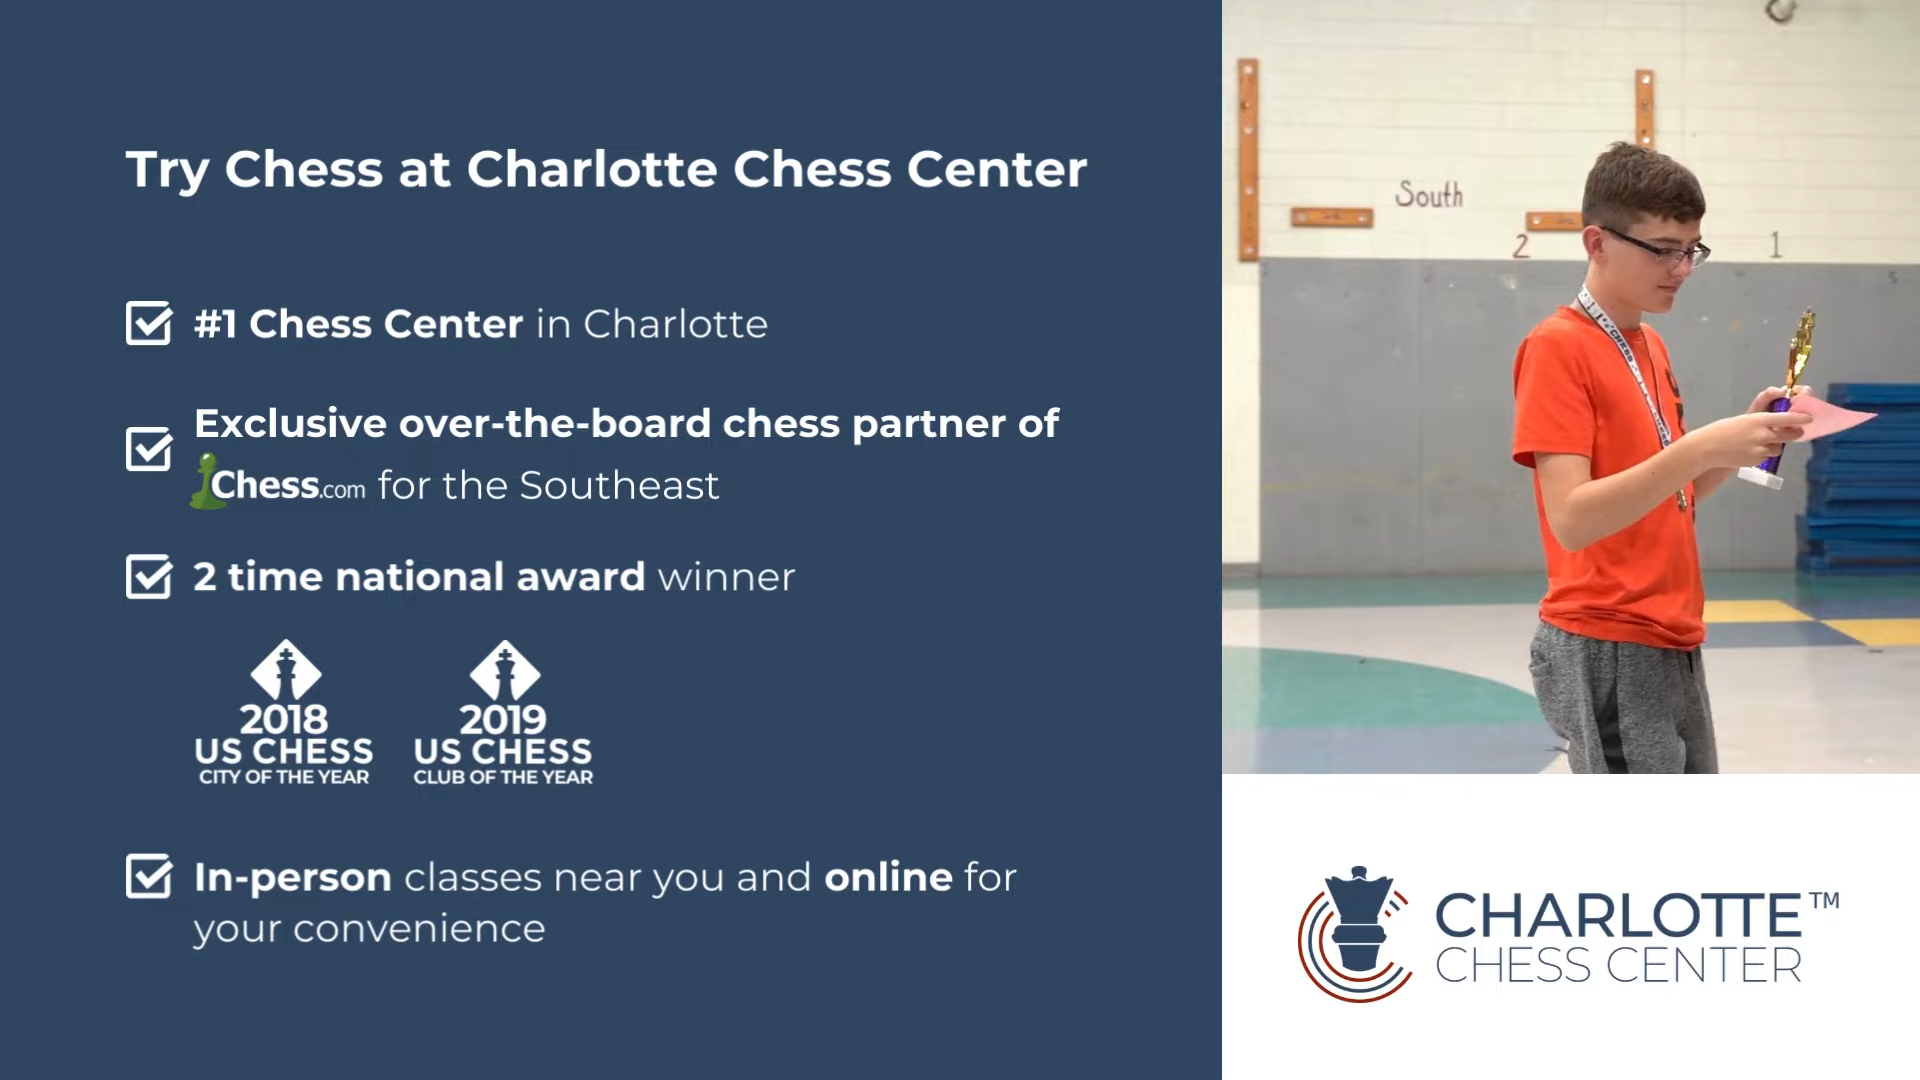 Try Chess at Charlotte Chess Center
#1 Chess Center in Charlotte
Exclusive over-the-board chess partner of
Chess.com for the Southeast
2 time national award winner
2018
US CHESS
CITY OF THE YEAR
2019
US CHESS
CLUB OF THE YEAR
In-person classes near you and online for
your convenience
South
2
1
5
CHESS
CHARLOTTE™
CHESS CENTER